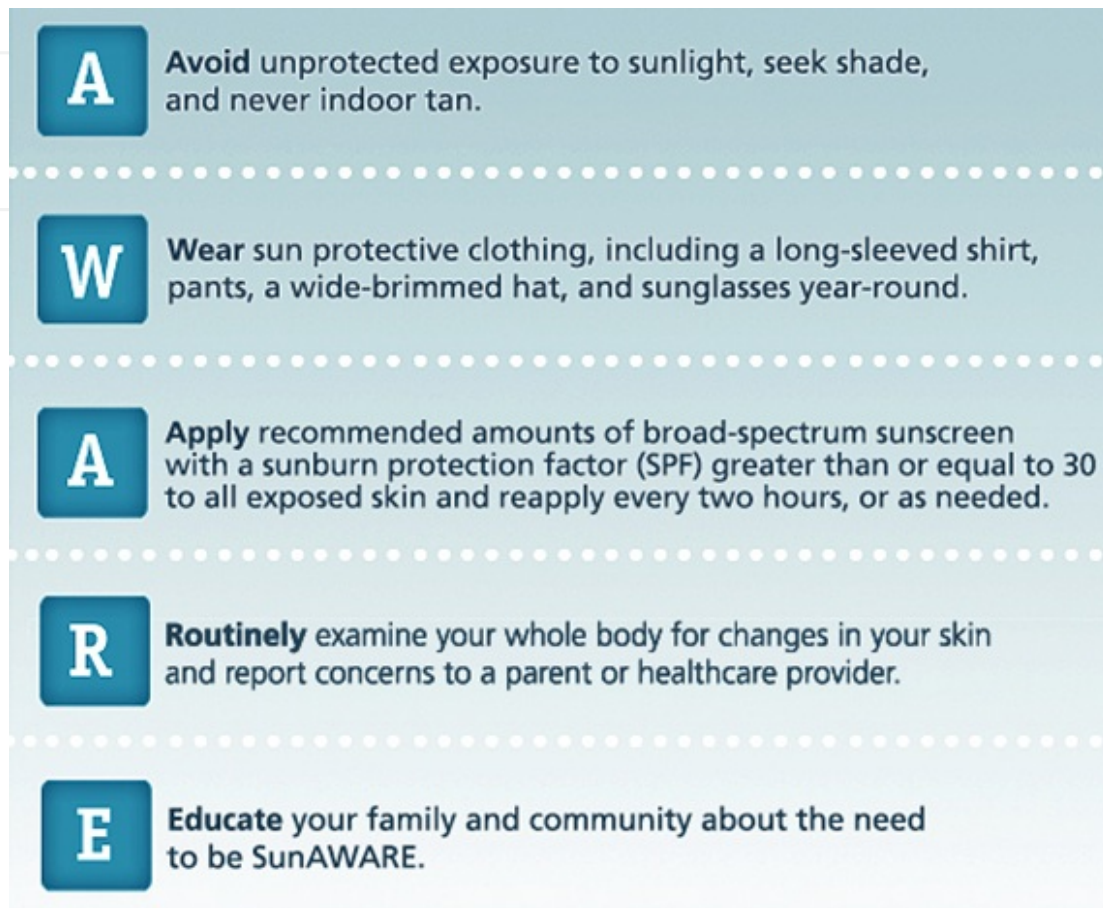 A
Avoid unprotected exposure to sunlight, seek shade,
and never indoor tan.
W
Wear sun protective clothing, including a long-sleeved shirt,
pants, a wide-brimmed hat, and sunglasses year-round.
A
Apply recommended amounts of broad-spectrum sunscreen
with a sunburn protection factor (SPF) greater than or equal to 30
to all exposed skin and reapply every two hours, or as needed.
R
Routinely examine your whole body for changes in your skin
and report concerns to a parent or healthcare provider.
E
Educate your family and community about the need
to be SunAWARE.